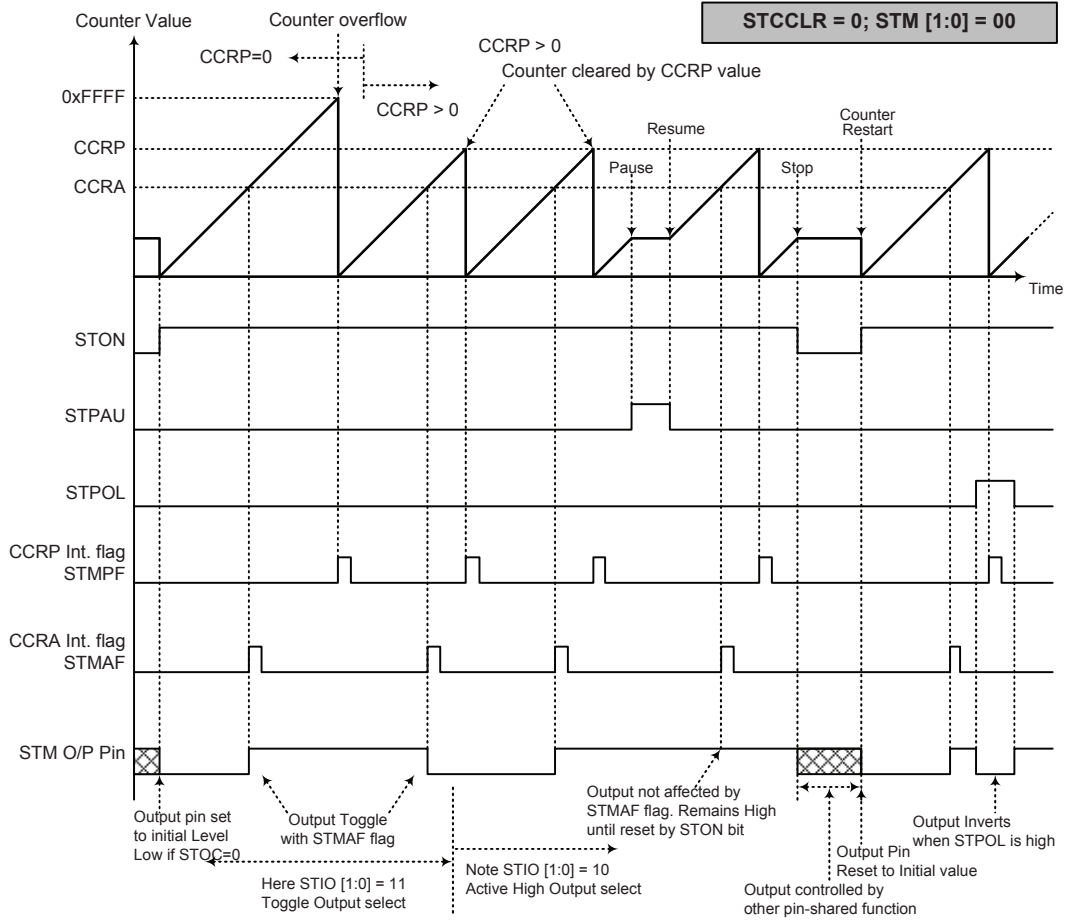 Counter Value
Counter overflow
STCCLR = 0; STM [1:0] = 00
CCRP=0
CCRP > 0
CCRP > 0
Counter cleared by CCRP value
0xFFFF
CCRP
CCRA
Pause
Resume
Stop
Counter
Restart
Time
STON
STPAU
STPOL
CCRP Int. flag
STMPF
CCRA Int. flag
STMAF
STM O/P Pin
Output pin set
to initial Level
Low if STOC=0
Output Toggle
with STMAF flag
Here STIO [1:0] = 11
Toggle Output select
Note STIO [1:0] = 10
Active High Output select
Output not affected by
STMAF flag. Remains High
until reset by STON bit
Output controlled by
other pin-shared function
Output Pin
Reset to Initial value
Output Inverts
when STPOL is high